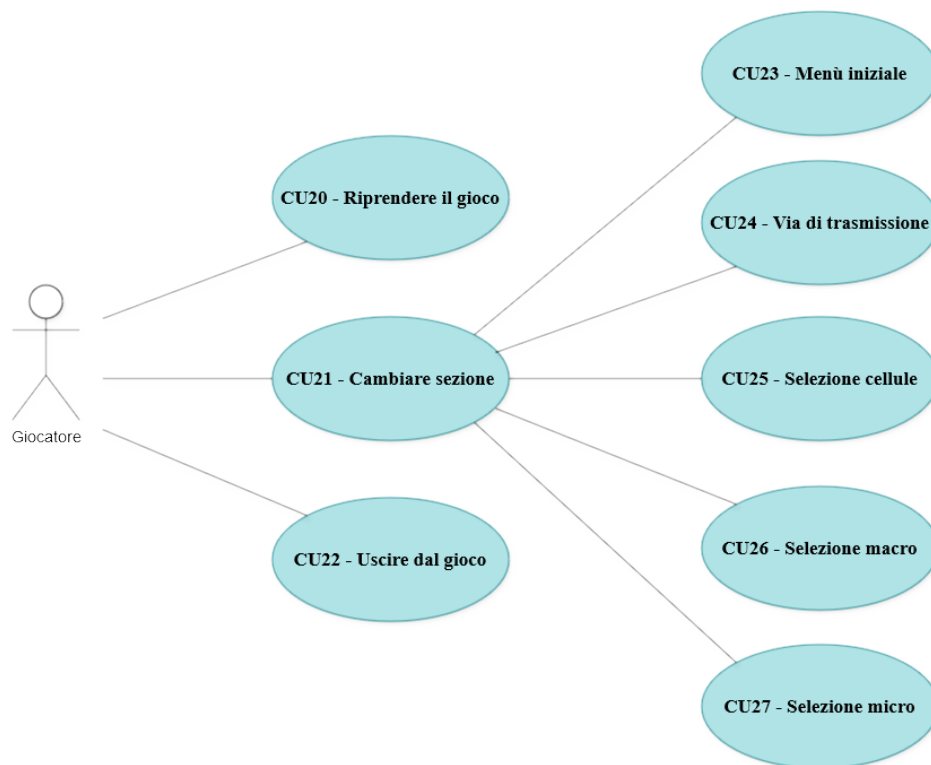 CU23 - Menù iniziale
CU20 - Riprendere il gioco
CU24 - Via di trasmissione
CU21 - Cambiare sezione
CU25 - Selezione cellule
Giocatore
CU22 - Uscire dal gioco
CU26 - Selezione macro
CU27 - Selezione micro